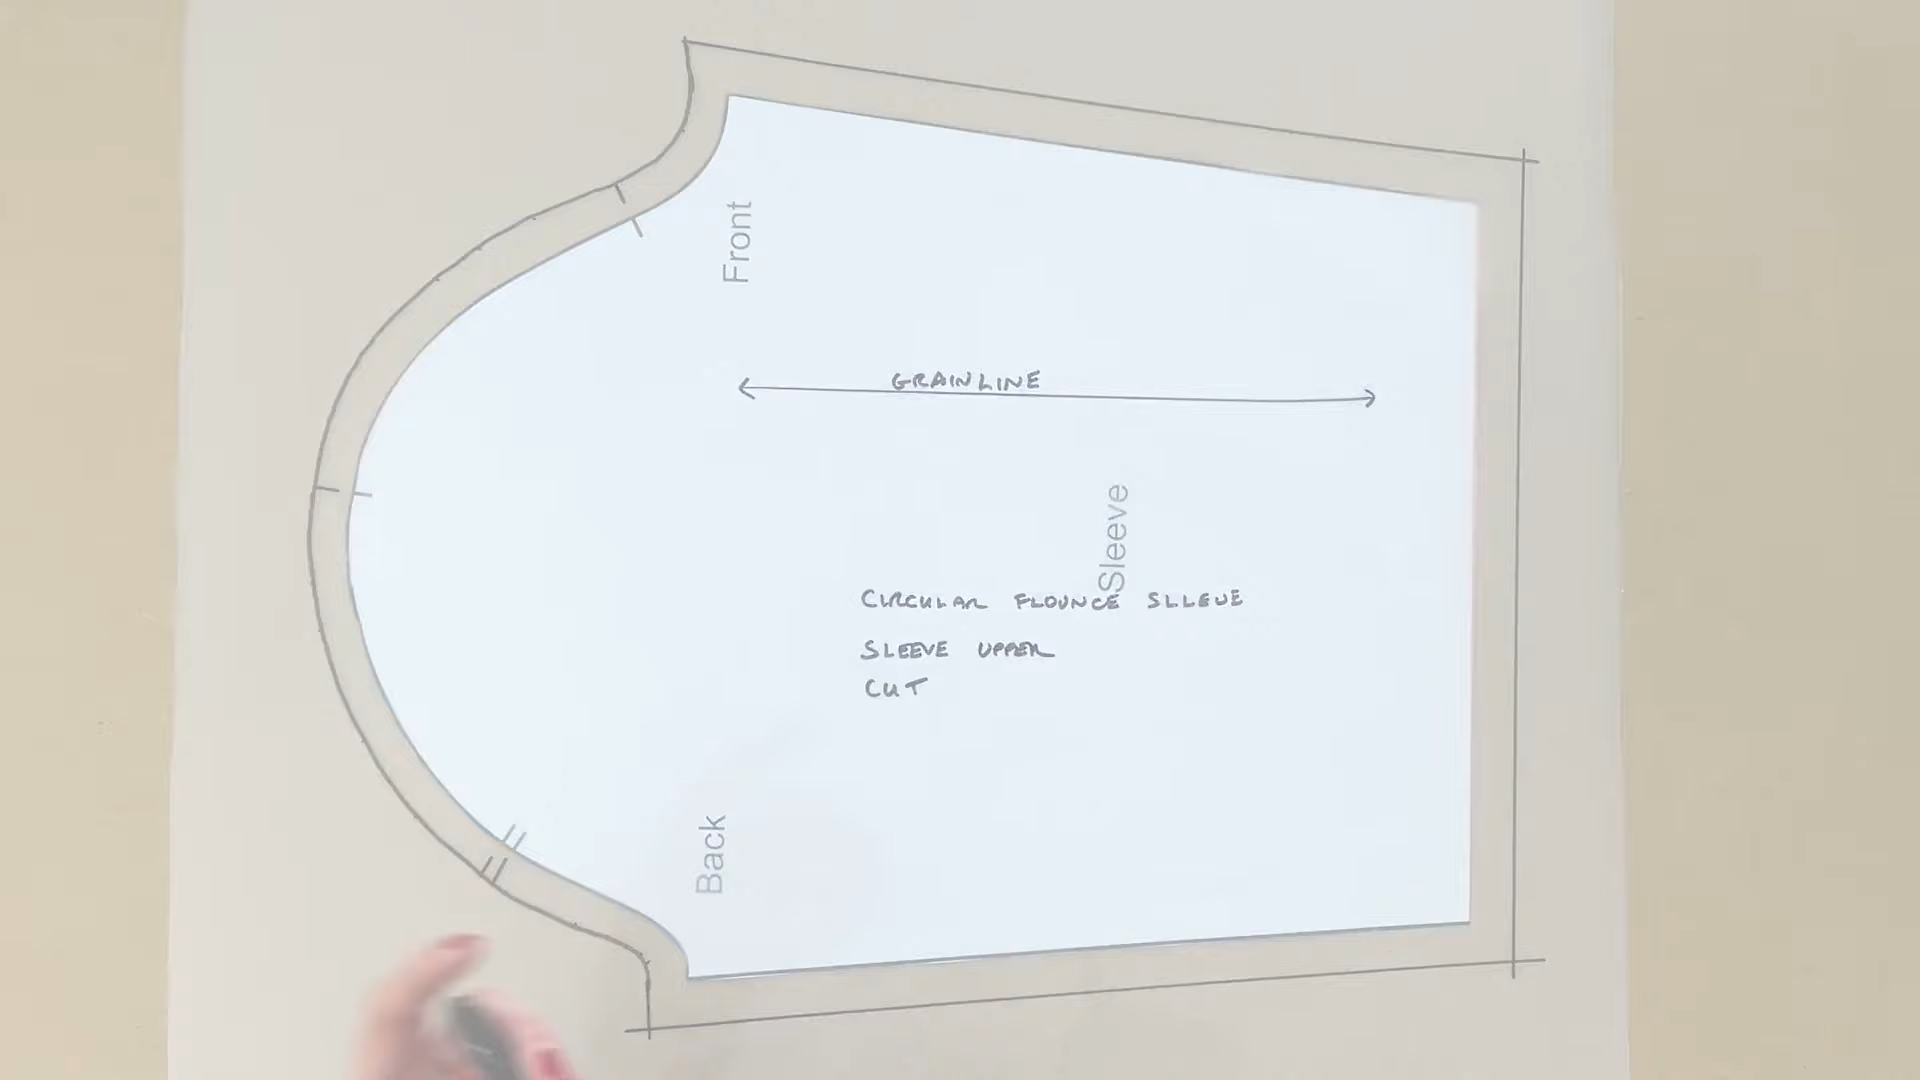 Front
GRAINLINE
Sleeve
CIRCULAR FLOUNCE SLLEVE
SLEEVE UPPER
CUT
Back